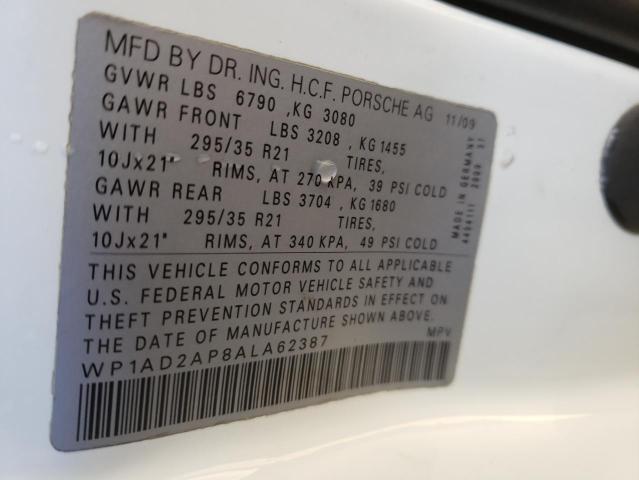 MFD BY DR. ING. H.C.F. PORSCHE AG 11/09
GVWR LBS 6790 , KG 3080
GAWR FRONT LBS 3208 , KG 1455
WITH 295/35 R21 TIRES,
10Jx21" RIMS, AT 270 KPA, 39 PSI COLD
GAWR REAR LBS 3704 , KG 1680
WITH 295/35 R21 TIRES,
10Jx21" RIMS, AT 340 KPA, 49 PSI COLD
THIS VEHICLE CONFORMS TO ALL APPLICABLE
U.S. FEDERAL MOTOR VEHICLE SAFETY AND
THEFT PREVENTION STANDARDS IN EFFECT ON
THE DATE OF MANUFACTURE SHOWN ABOVE.
WP1AD2AP8ALA62387 MPV
MADE IN GERMANY